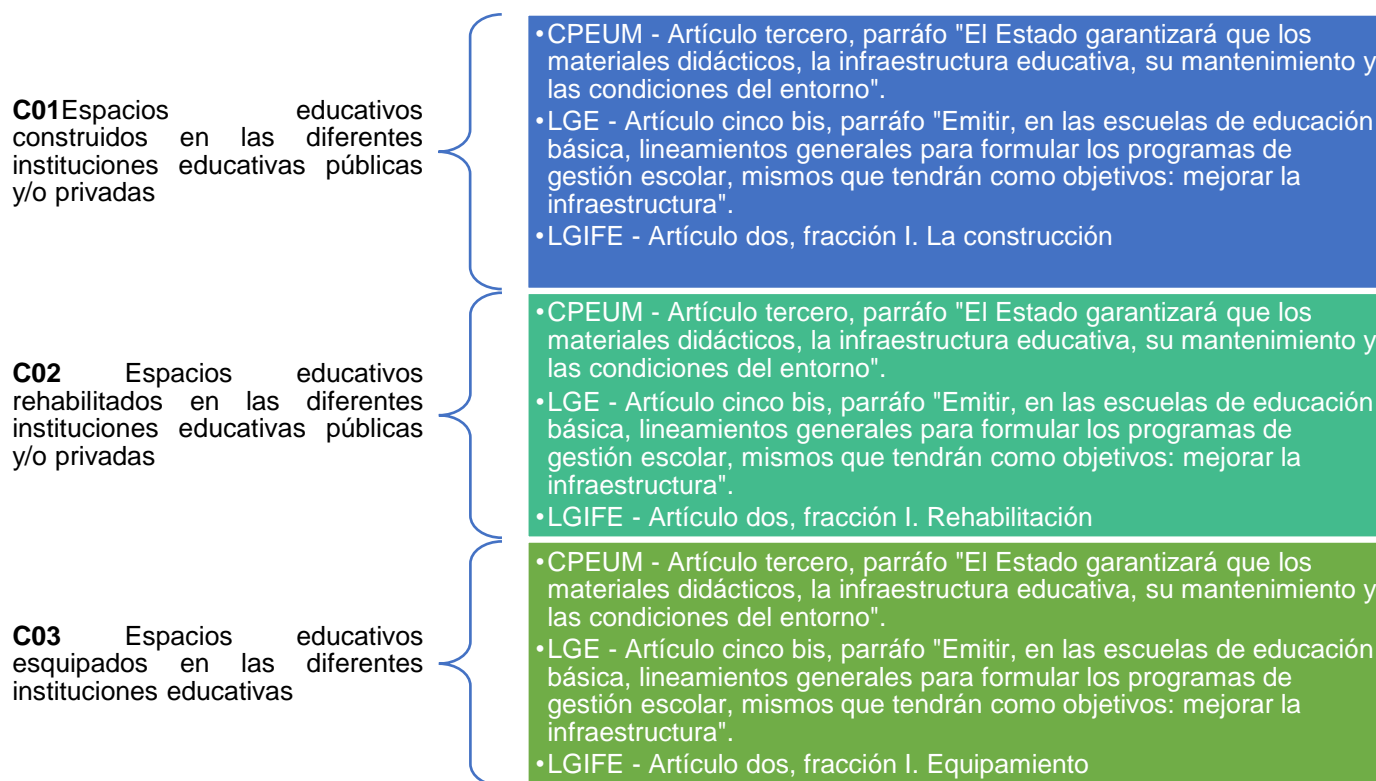 C01Espacios educativos
construidos en las diferentes
instituciones educativas públicas
y/o privadas
•CPEUM - Artículo tercero, parráfo "El Estado garantizará que los
materiales didácticos, la infraestructura educativa, su mantenimiento y
las condiciones del entorno".
•LGE - Artículo cinco bis, parráfo "Emitir, en las escuelas de educación
básica, lineamientos generales para formular los programas de
gestión escolar, mismos que tendrán como objetivos: mejorar la
infraestructura".
•LGIFE - Artículo dos, fracción I. La construcción
C02 Espacios educativos
rehabilitados en las diferentes
instituciones educativas públicas
y/o privadas
•CPEUM - Artículo tercero, parráfo "El Estado garantizará que los
materiales didácticos, la infraestructura educativa, su mantenimiento y
las condiciones del entorno".
•LGE - Artículo cinco bis, parráfo "Emitir, en las escuelas de educación
básica, lineamientos generales para formular los programas de
gestión escolar, mismos que tendrán como objetivos: mejorar la
infraestructura".
•LGIFE - Artículo dos, fracción I. Rehabilitación
C03 Espacios educativos
esquipados en las diferentes
instituciones educativas
•CPEUM - Artículo tercero, parráfo "El Estado garantizará que los
materiales didácticos, la infraestructura educativa, su mantenimiento y
las condiciones del entorno".
•LGE - Artículo cinco bis, parráfo "Emitir, en las escuelas de educación
básica, lineamientos generales para formular los programas de
gestión escolar, mismos que tendrán como objetivos: mejorar la
infraestructura".
•LGIFE - Artículo dos, fracción I. Equipamiento